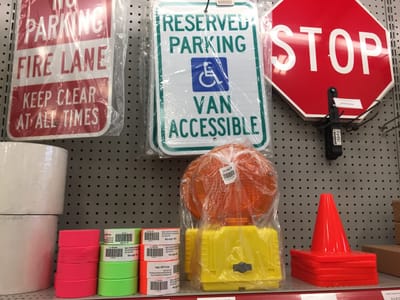 NO
PARKING
FIRE LANE
KEEP CLEAR
AT ALL TIMES
RESERVED
PARKING
VAN
ACCESSIBLE
STOP